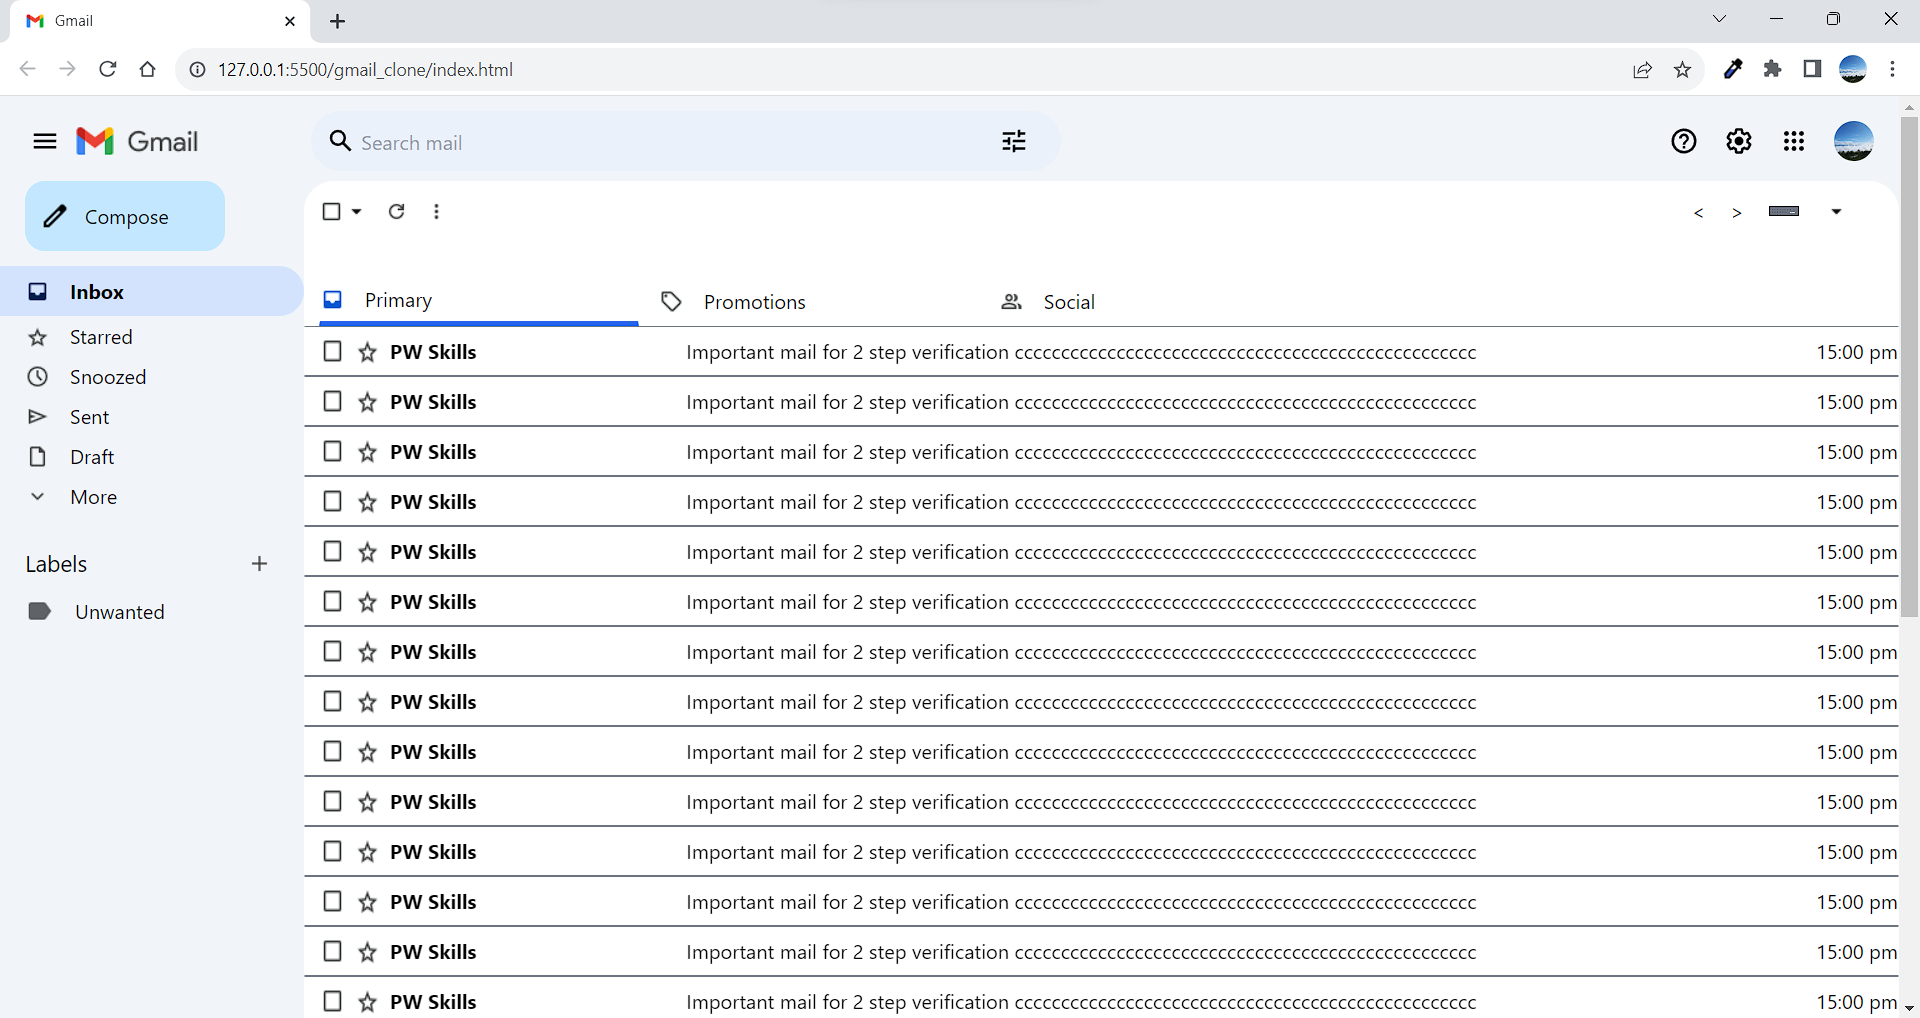 Gmail
127.0.0.1:5500/gmail_clone/index.html
Gmail
Search mail
Compose
< >
Inbox
Primary
Promotions
Social
Starred
Snoozed
Sent
Draft
More
Labels +
Unwanted
PW Skills Important mail for 2 step verification cccccccccccccccccccccccccccccccccccccccccccccccccc 15:00 pm
PW Skills Important mail for 2 step verification cccccccccccccccccccccccccccccccccccccccccccccccccc 15:00 pm
PW Skills Important mail for 2 step verification cccccccccccccccccccccccccccccccccccccccccccccccccc 15:00 pm
PW Skills Important mail for 2 step verification cccccccccccccccccccccccccccccccccccccccccccccccccc 15:00 pm
PW Skills Important mail for 2 step verification cccccccccccccccccccccccccccccccccccccccccccccccccc 15:00 pm
PW Skills Important mail for 2 step verification cccccccccccccccccccccccccccccccccccccccccccccccccc 15:00 pm
PW Skills Important mail for 2 step verification cccccccccccccccccccccccccccccccccccccccccccccccccc 15:00 pm
PW Skills Important mail for 2 step verification cccccccccccccccccccccccccccccccccccccccccccccccccc 15:00 pm
PW Skills Important mail for 2 step verification cccccccccccccccccccccccccccccccccccccccccccccccccc 15:00 pm
PW Skills Important mail for 2 step verification cccccccccccccccccccccccccccccccccccccccccccccccccc 15:00 pm
PW Skills Important mail for 2 step verification cccccccccccccccccccccccccccccccccccccccccccccccccc 15:00 pm
PW Skills Important mail for 2 step verification cccccccccccccccccccccccccccccccccccccccccccccccccc 15:00 pm
PW Skills Important mail for 2 step verification cccccccccccccccccccccccccccccccccccccccccccccccccc 15:00 pm
PW Skills Important mail for 2 step verification cccccccccccccccccccccccccccccccccccccccccccccccccc 15:00 pm